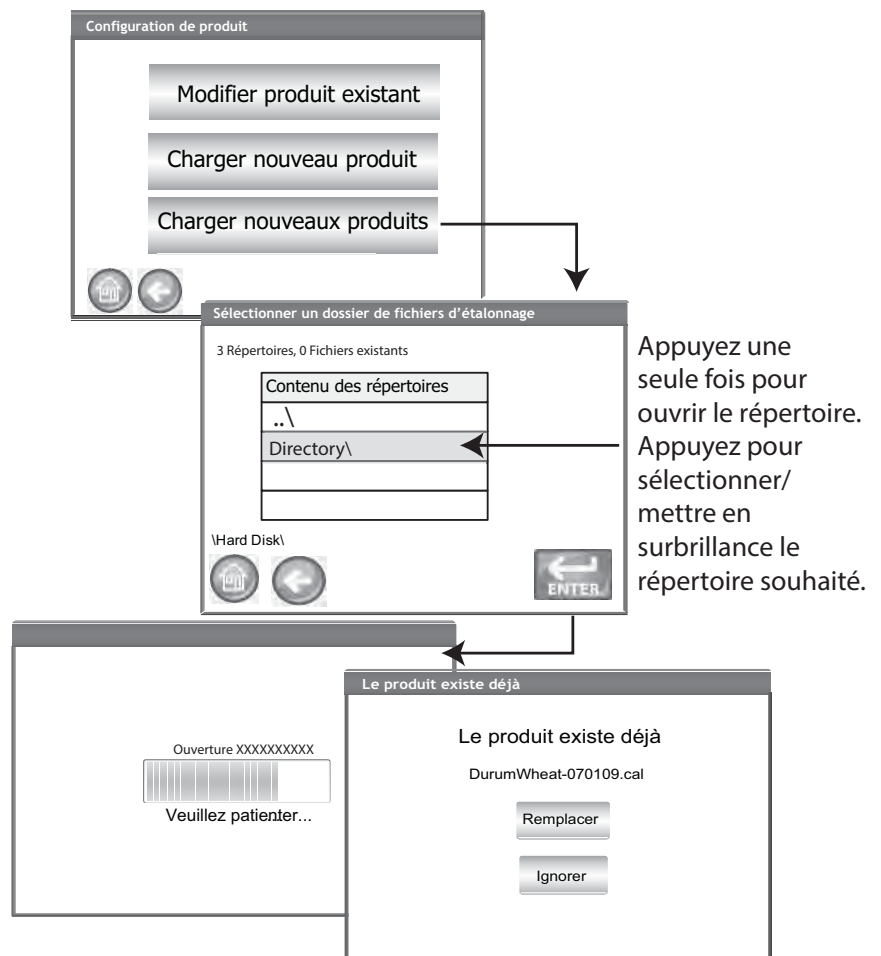 Configuration de produit
Modifier produit existant
Charger nouveau produit
Charger nouveaux produits
Sélectionner un dossier de fichiers d’étalonnage
3 Répertoires, 0 Fichiers existants
Contenu des répertoires
..\
Directory\
\Hard Disk\
ENTER
Appuyez une
seule fois pour
ouvrir le répertoire.
Appuyez pour
sélectionner/
mettre en
surbrillance le
répertoire souhaité.
Ouverture XXXXXXXXXX
Veuillez patienter...
Le produit existe déjà
Le produit existe déjà
DurumWheat-070109.cal
Remplacer
Ignorer